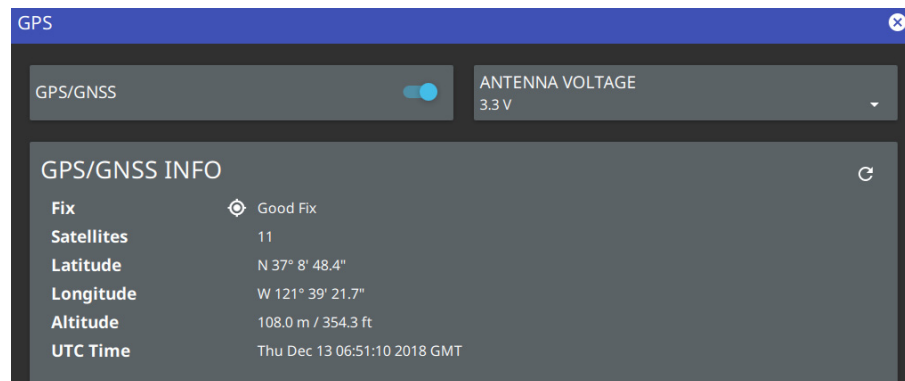 GPS
GPS/GNSS
ANTENNA VOLTAGE
3.3 V
GPS/GNSS INFO
Fix Good Fix
Satellites 11
Latitude N 37° 8' 48.4"
Longitude W 121° 39' 21.7"
Altitude 108.0 m / 354.3 ft
UTC Time Thu Dec 13 06:51:10 2018 GMT